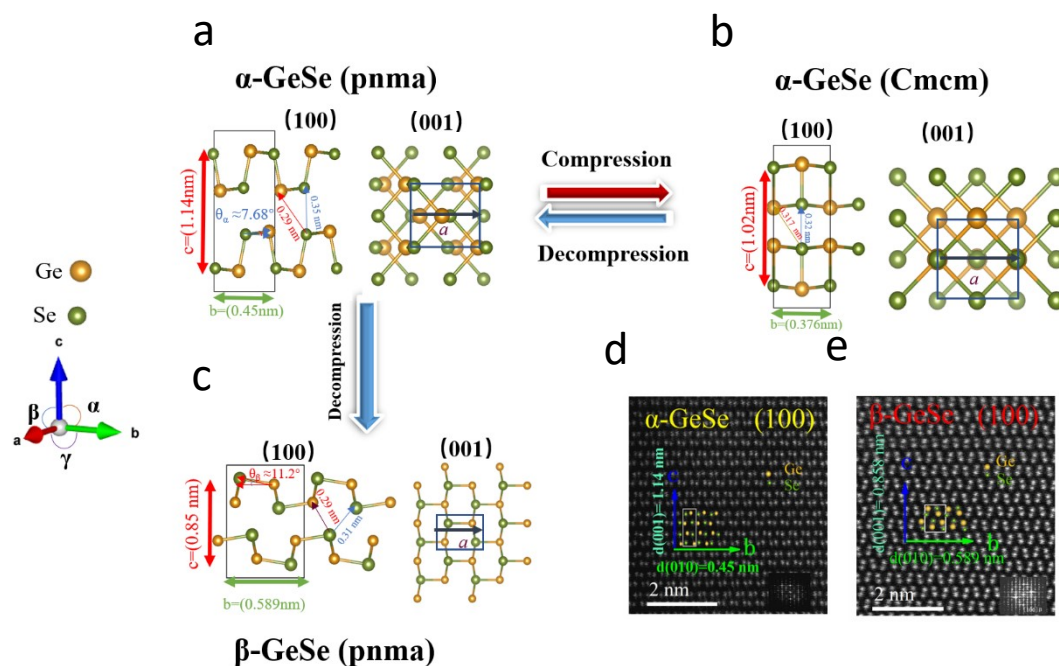 a
α-GeSe (pnma)
(100)
(001)
c=(1.14nm)
θα ≈7.68°
0.29 nm
0.35 nm
a
b=(0.45nm)
Compression
Decompression
b
α-GeSe (Cmcm)
(100)
(001)
c=(1.02nm)
0.317 nm
0.32 nm
a
b=(0.376nm)
Ge
Se
c
β
α
a
b
γ
Decompression
c
(100)
(001)
θβ ≈11.2°
c=(0.85 nm)
0.29 nm
0.31 nm
a
b=(0.589nm)
β-GeSe (pnma)
d
α-GeSe (100)
d(001)=1.14 nm
c
Ge
Se
b
d(010)=0.45 nm
2 nm
e
β-GeSe (100)
d(001)=0.858 nm
c
Ge
Se
b
d(010)=0.589 nm
2 nm